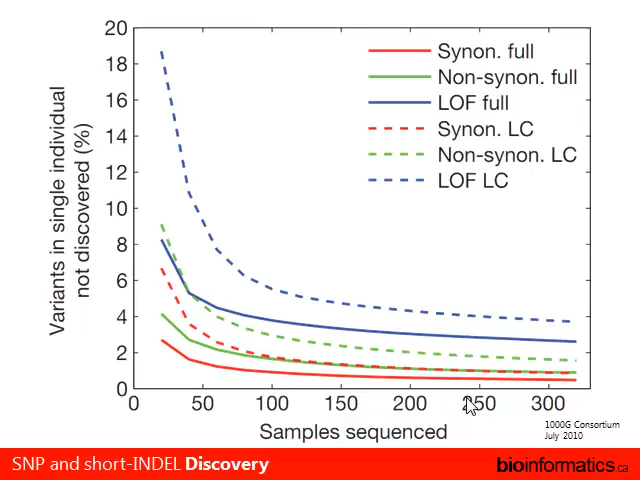 20
18
16
14
12
10
8
6
4
2
0
Variants in single individual
not discovered (%)
Synon. full
Non-synon. full
LOF full
Synon. LC
Non-synon. LC
LOF LC
0 50 100 150 200 250 300
Samples sequenced
1000G Consortium
July 2010
SNP and short-INDEL Discovery
bioinformatics.ca